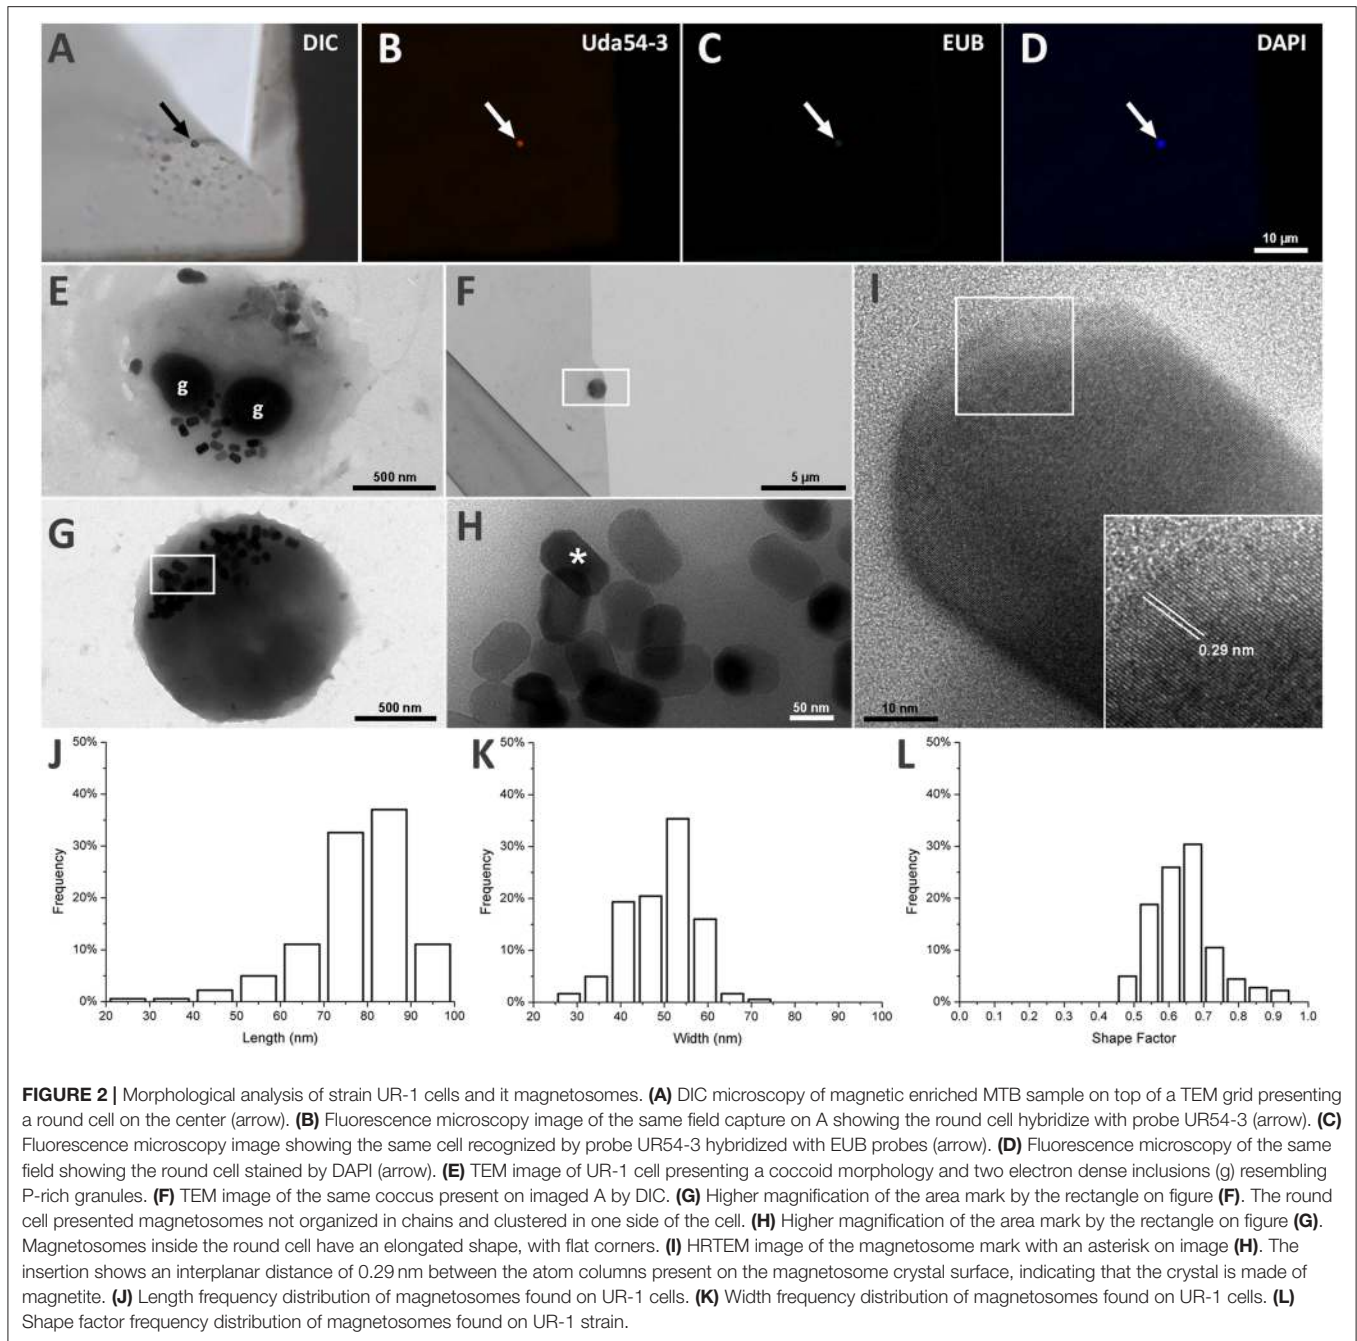 A DIC
B Uda54-3
C EUB
D DAPI
10 µm
E
g
g
500 nm
F
5 µm
I
G
500 nm
H
*
50 nm
0.29 nm
10 nm
J
50%
40%
30%
20%
10%
0%
Frequency
20 30 40 50 60 70 80 90 100
Length (nm)
K
50%
40%
30%
20%
10%
0%
Frequency
20 30 40 50 60 70 80 90 100
Width (nm)
L
50%
40%
30%
20%
10%
0%
Frequency
0.0 0.1 0.2 0.3 0.4 0.5 0.6 0.7 0.8 0.9 1.0
Shape Factor
FIGURE 2 | Morphological analysis of strain UR-1 cells and it magnetosomes. (A) DIC microscopy of magnetic enriched MTB sample on top of a TEM grid presenting
a round cell on the center (arrow). (B) Fluorescence microscopy image of the same field capture on A showing the round cell hybridize with probe UR54-3 (arrow). (C)
Fluorescence microscopy image showing the same cell recognized by probe UR54-3 hybridized with EUB probes (arrow). (D) Fluorescence microscopy of the same
field showing the round cell stained by DAPI (arrow). (E) TEM image of UR-1 cell presenting a coccoid morphology and two electron dense inclusions (g) resembling
P-rich granules. (F) TEM image of the same coccus present on imaged A by DIC. (G) Higher magnification of the area mark by the rectangle on figure (F). The round
cell presented magnetosomes not organized in chains and clustered in one side of the cell. (H) Higher magnification of the area mark by the rectangle on figure (G).
Magnetosomes inside the round cell have an elongated shape, with flat corners. (I) HRTEM image of the magnetosome mark with an asterisk on image (H). The
insertion shows an interplanar distance of 0.29 nm between the atom columns present on the magnetosome crystal surface, indicating that the crystal is made of
magnetite. (J) Length frequency distribution of magnetosomes found on UR-1 cells. (K) Width frequency distribution of magnetosomes found on UR-1 cells. (L)
Shape factor frequency distribution of magnetosomes found on UR-1 strain.